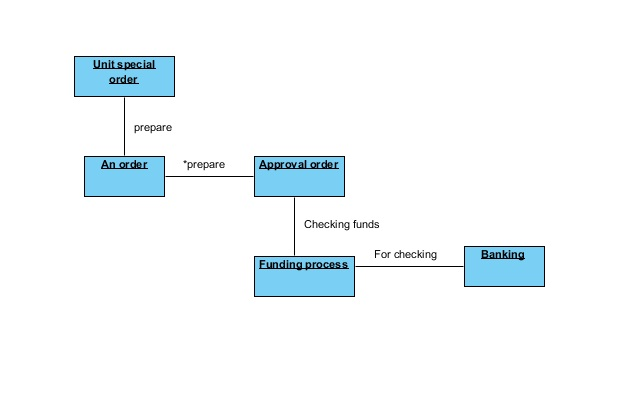 Unit special
order
prepare
An order
*prepare
Approval order
Checking funds
Funding process
For checking
Banking